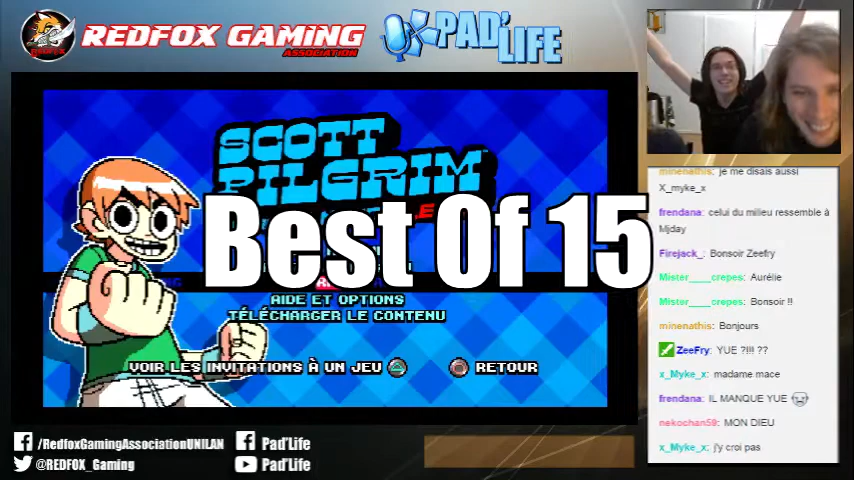 REDFOX GAMING
ASSOCIATION
REDFOX
PAD'LIFE
SCOTT
PILGRIM
Best Of 15
AIDE ET OPTIONS
TÉLÉCHARGER LE CONTENU
VOIR LES INVITATIONS À UN JEU
RETOUR
minenathis: je me disais aussi
X_myke_x
frendana: celui du milieu ressemble à
Mjday
Firejack_: Bonsoir Zeefry
Mister____crepes: Aurélie
Mister____crepes: Bonsoir !!
minenathis: Bonjours
ZeeFry: YUE ?!!! ??
x_Myke_x: madame mace
frendana: IL MANQUE YUE
nekochan59: MON DIEU
x_Myke_x: j'y croi pas
/RedfoxGamingAssociationUNILAN
Pad'Life
@REDFOX_Gaming
Pad'Life